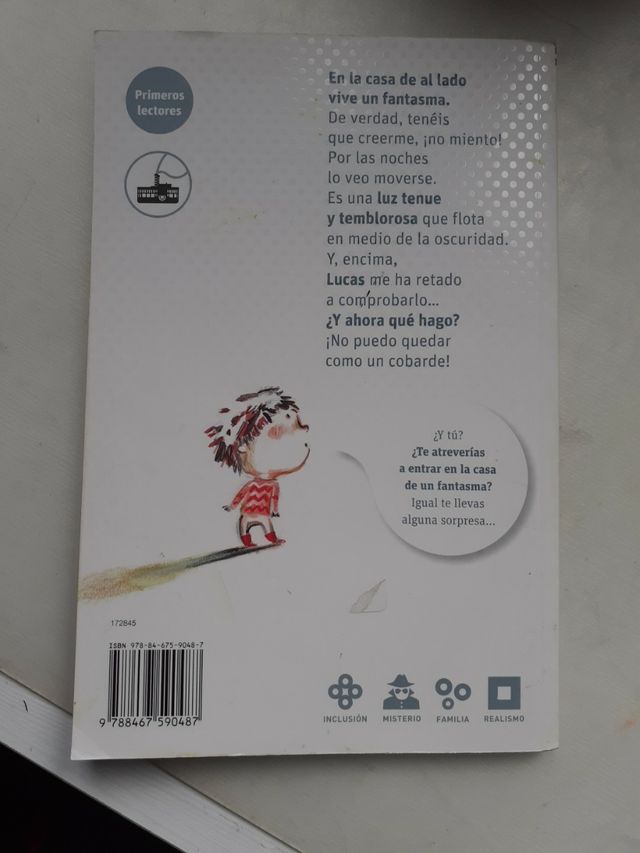 Primeros
lectores
En la casa de al lado
vive un fantasma.
De verdad, tenéis
que creerme, ¡no miento!
Por las noches
lo veo moverse.
Es una luz tenue
y temblorosa que flota
en medio de la oscuridad.
Y, encima,
Lucas me ha retado
a comprobarlo...
¿Y ahora qué hago?
¡No puedo quedar
como un cobarde!
¿Y tú?
¿Te atreverías
a entrar en la casa
de un fantasma?
Igual te llevas
alguna sorpresa...
172845
ISBN 978-84-675-9048-7
9 788467 590487
INCLUSIÓN MISTERIO FAMILIA REALISMO